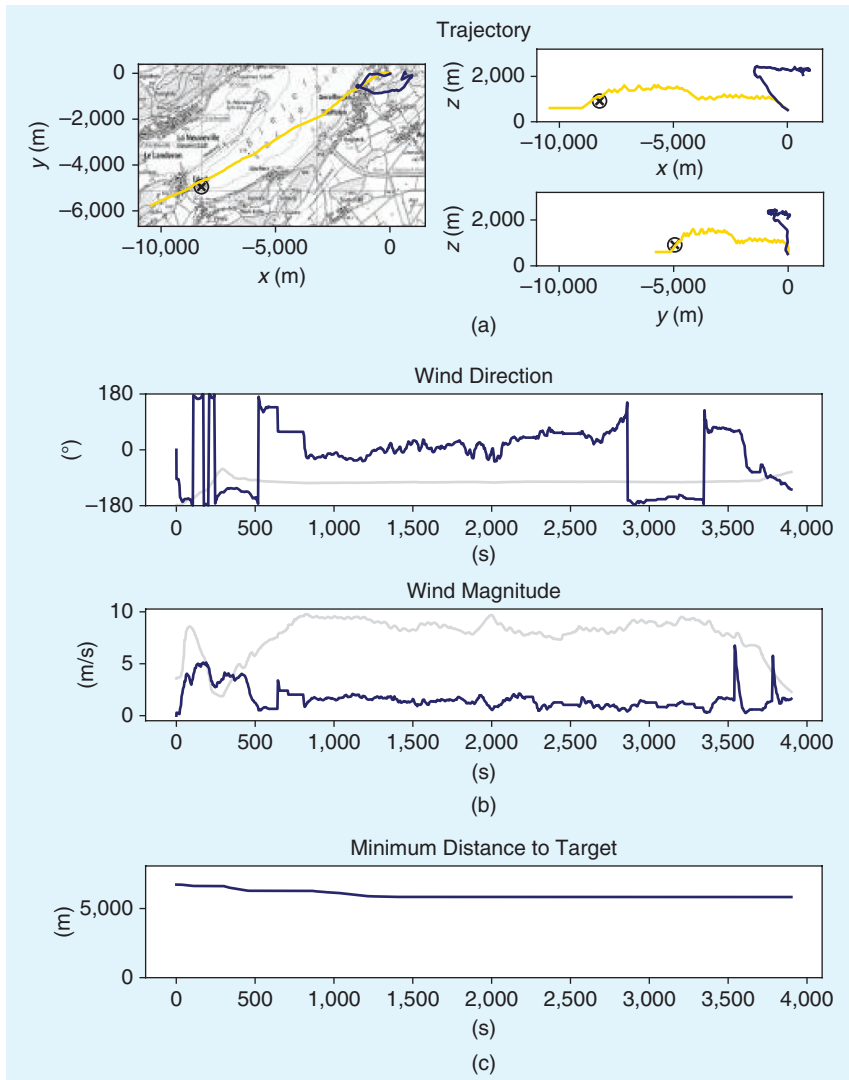 Trajectory
0
−2,000
−4,000
−6,000
y (m)
−10,000 −5,000 0
x (m)
La Neuveville
Le Landeron
2,000
0
z (m)
−10,000 −5,000 0
x (m)
2,000
0
z (m)
−10,000 −5,000 0
y (m)
(a)
Wind Direction
180
0
−180
(°)
0 500 1,000 1,500 2,000 2,500 3,000 3,500 4,000
(s)
Wind Magnitude
10
5
0
(m/s)
0 500 1,000 1,500 2,000 2,500 3,000 3,500 4,000
(s)
(b)
Minimum Distance to Target
5,000
0
(m)
0 500 1,000 1,500 2,000 2,500 3,000 3,500 4,000
(s)
(c)